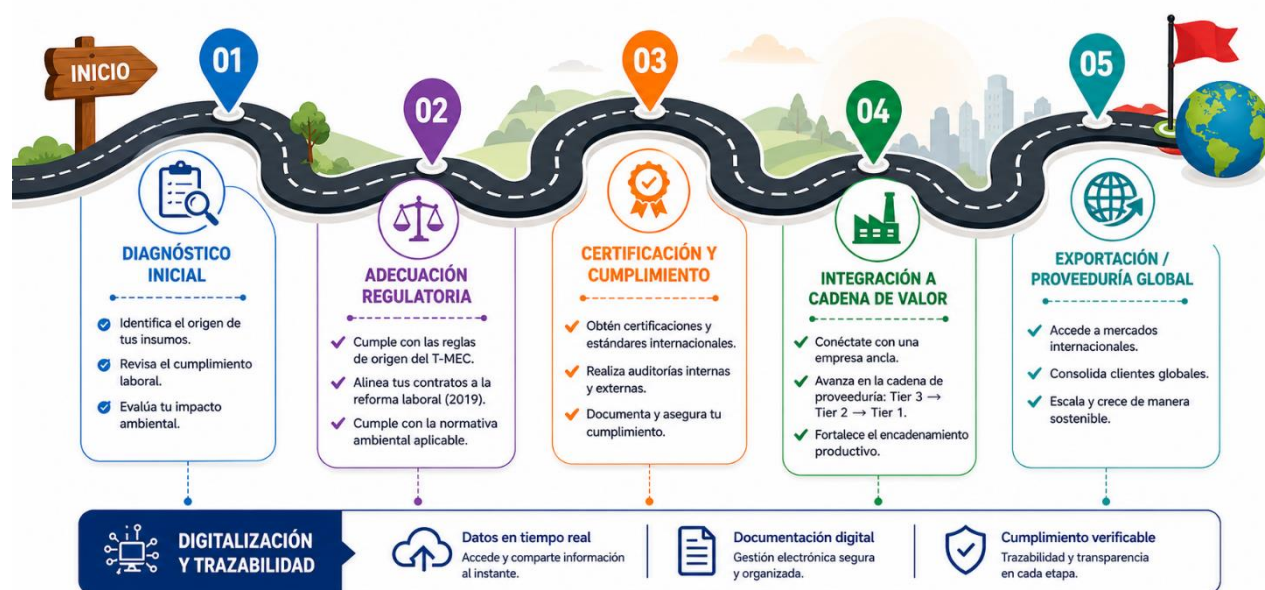 INICIO
01
02
03
04
05
DIAGNÓSTICO
INICIAL
Identifica el origen de
tus insumos.
Revisa el cumplimiento
laboral.
Evalúa tu impacto
ambiental.
ADECUACIÓN
REGULATORIA
Cumple con las reglas
de origen del T-MEC.
Alinea tus contratos a la
reforma laboral (2019).
Cumple con la normativa
ambiental aplicable.
CERTIFICACIÓN Y
CUMPLIMIENTO
Obtén certificaciones y
estándares internacionales.
Realiza auditorías internas
y externas.
Documenta y asegura tu
cumplimiento.
INTEGRACIÓN A
CADENA DE VALOR
Conéctate con una
empresa ancla.
Avanza en la cadena de
proveeduría: Tier 3 →
Tier 2 → Tier 1.
Fortalece el encadenamiento
productivo.
EXPORTACIÓN /
PROVEEDURÍA GLOBAL
Accede a mercados
internacionales.
Consolida clientes globales.
Escala y crece de manera
sostenible.
DIGITALIZACIÓN
Y TRAZABILIDAD
Datos en tiempo real
Accede y comparte información
al instante.
Documentación digital
Gestión electrónica segura
y organizada.
Cumplimiento verificable
Trazabilidad y transparencia
en cada etapa.